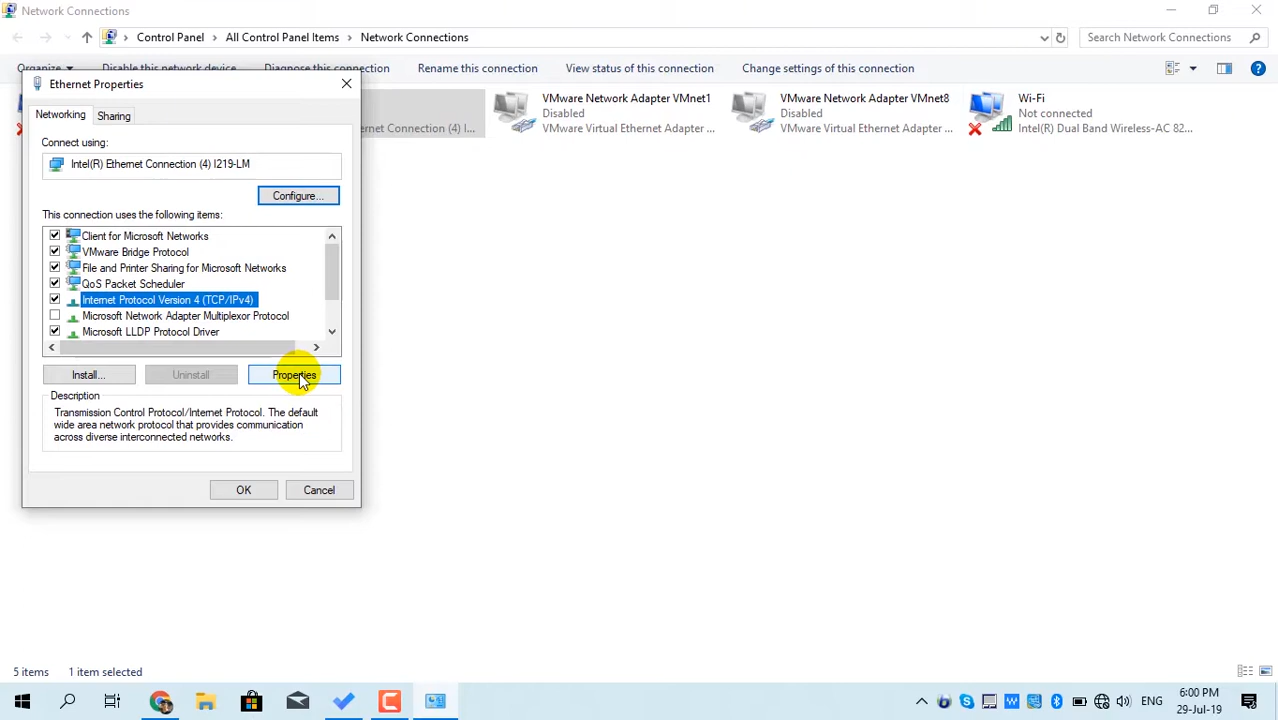 Network Connections
Control Panel
All Control Panel Items
Network Connections
Search Network Connections
Organize
Disable this network device
Diagnose this connection
Rename this connection
View status of this connection
Change settings of this connection
Ethernet Properties
Networking
Sharing
Connect using:
Intel(R) Ethernet Connection (4) I219-LM
Configure...
This connection uses the following items:
Client for Microsoft Networks
VMware Bridge Protocol
File and Printer Sharing for Microsoft Networks
QoS Packet Scheduler
Internet Protocol Version 4 (TCP/IPv4)
Microsoft Network Adapter Multiplexor Protocol
Microsoft LLDP Protocol Driver
Install...
Uninstall
Properties
Description
Transmission Control Protocol/Internet Protocol. The default
wide area network protocol that provides communication
across diverse interconnected networks.
OK
Cancel
ernet Connection (4) I...
VMware Network Adapter VMnet1
Disabled
VMware Virtual Ethernet Adapter ...
VMware Network Adapter VMnet8
Disabled
VMware Virtual Ethernet Adapter ...
Wi-Fi
Not connected
Intel(R) Dual Band Wireless-AC 82...
5 items
1 item selected
ENG
6:00 PM
29-Jul-19